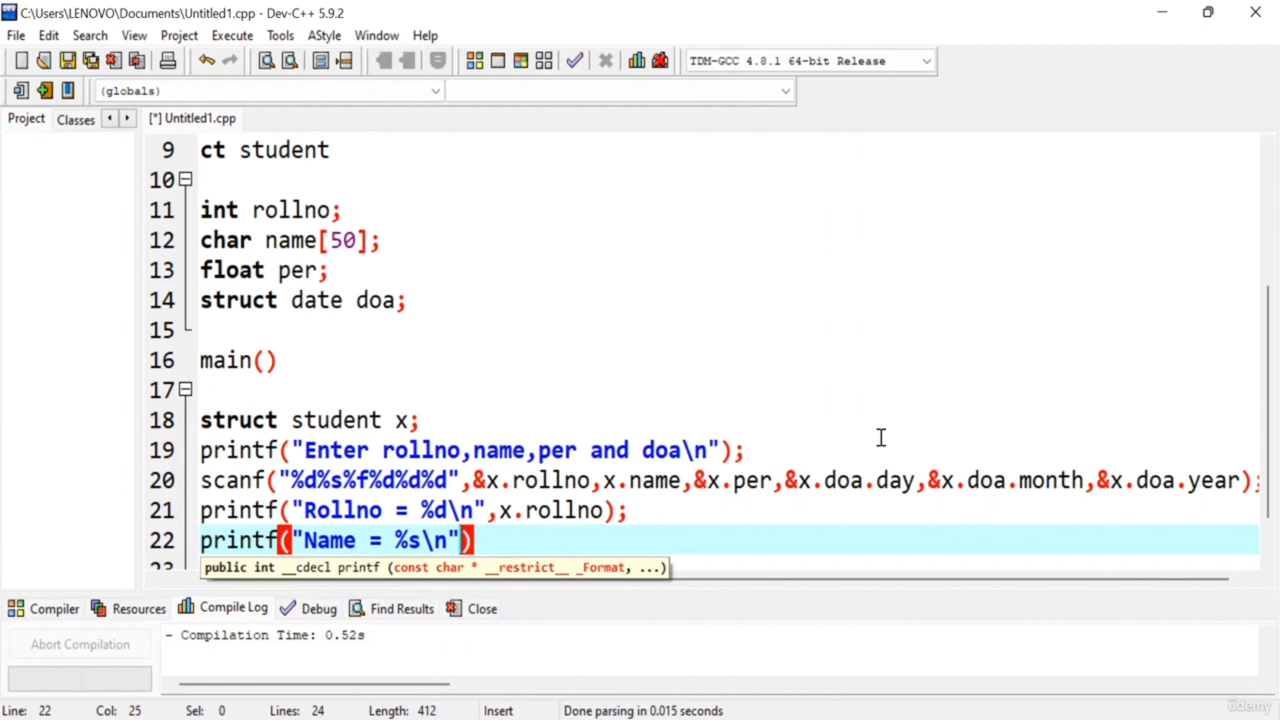 C:\Users\LENOVO\Documents\Untitled1.cpp - Dev-C++ 5.9.2
File Edit Search View Project Execute Tools AStyle Window Help
TDM-GCC 4.8.1 64-bit Release
(globals)
Project Classes [*] Untitled1.cpp
9 ct student
10
11 int rollno;
12 char name[50];
13 float per;
14 struct date doa;
15
16 main()
17
18 struct student x;
19 printf("Enter rollno,name,per and doa\n");
20 scanf("%d%s%f%d%d%d",&x.rollno,x.name,&x.per,&x.doa.day,&x.doa.month,&x.doa.year);
21 printf("Rollno = %d\n",x.rollno);
22 printf("Name = %s\n")
23
public int __cdecl printf (const char * __restrict__ _Format, ...)
Compiler Resources Compile Log Debug Find Results Close
Abort Compilation
- Compilation Time: 0.52s
Line: 22 Col: 25 Sel: 0 Lines: 24 Length: 412 Insert Done parsing in 0.015 seconds
ûdemy